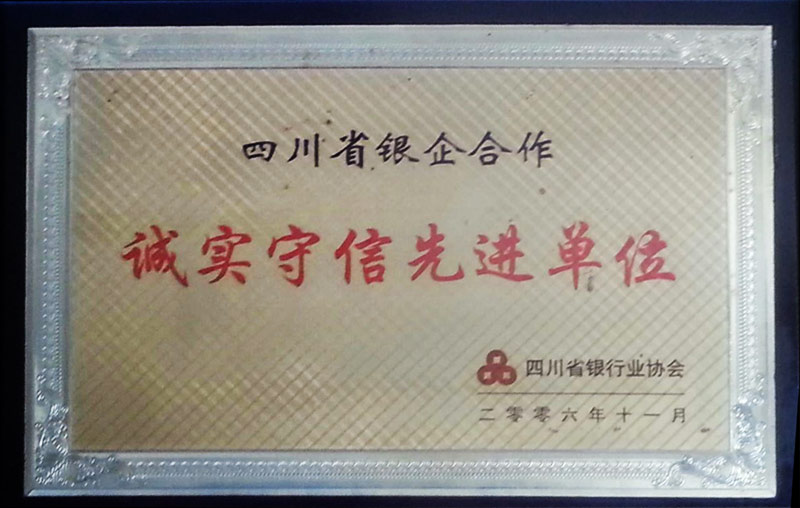 四川省银企合作
诚实守信先进单位
四川省银行业协会
二零零六年十一月